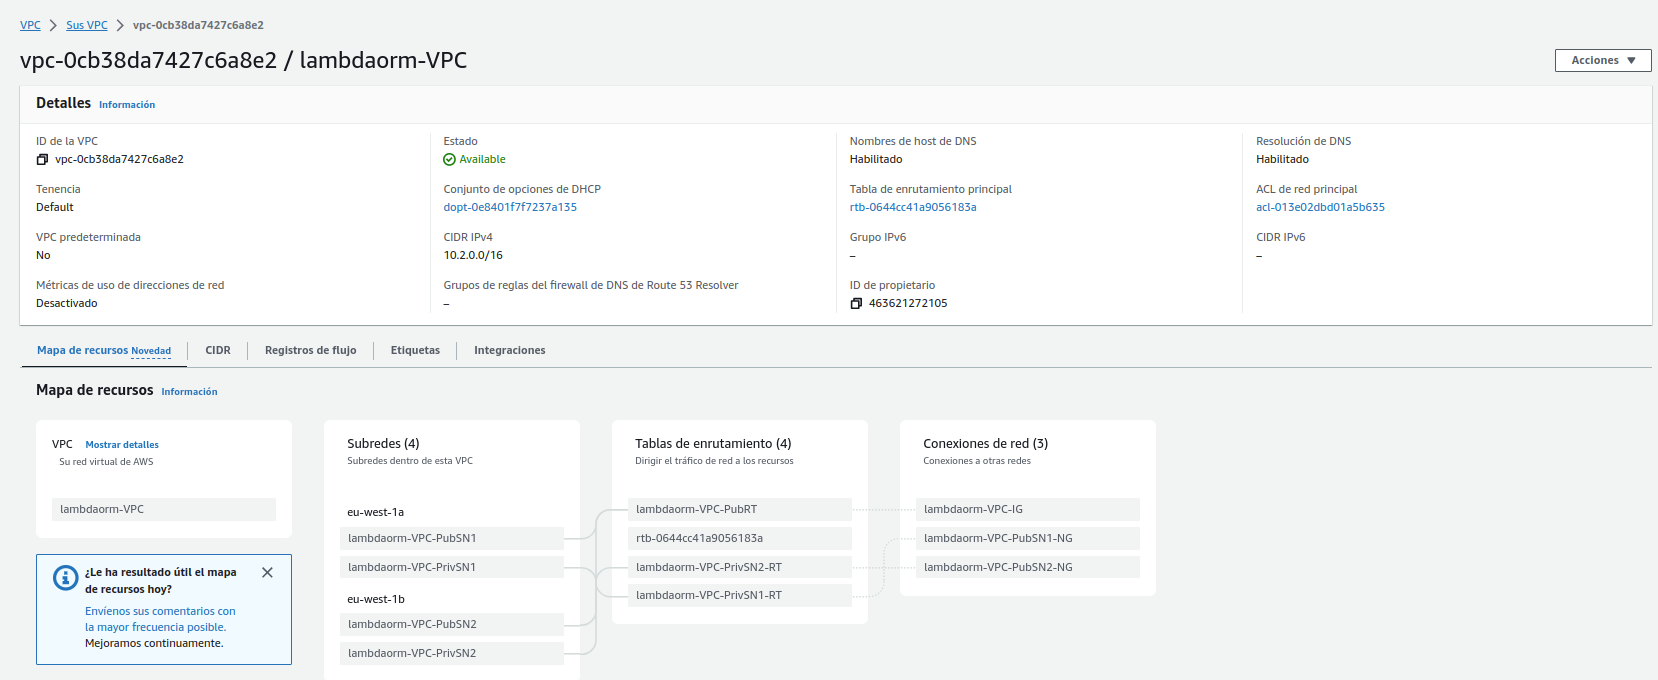 VPC > Sus VPC > vpc-0cb38da7427c6a8e2
vpc-0cb38da7427c6a8e2 / lambdaorm-VPC
Acciones
Detalles Información
ID de la VPC
vpc-0cb38da7427c6a8e2
Estado
Available
Nombres de host de DNS
Habilitado
Resolución de DNS
Habilitado
Tenencia
Default
Conjunto de opciones de DHCP
dopt-0e8401f7f7237a135
Tabla de enrutamiento principal
rtb-0644cc41a9056183a
ACL de red principal
acl-013e02dbd01a5b635
VPC predeterminada
No
CIDR IPv4
10.2.0.0/16
Grupo IPv6
–
CIDR IPv6
–
Métricas de uso de direcciones de red
Desactivado
Grupos de reglas del firewall de DNS de Route 53 Resolver
–
ID de propietario
463621272105
Mapa de recursos Novedad
CIDR
Registros de flujo
Etiquetas
Integraciones
Mapa de recursos Información
VPC Mostrar detalles
Su red virtual de AWS
lambdaorm-VPC
¿Le ha resultado útil el mapa
de recursos hoy?
Envíenos sus comentarios con
la mayor frecuencia posible.
Mejoramos continuamente.
Subredes (4)
Subredes dentro de esta VPC
eu-west-1a
lambdaorm-VPC-PubSN1
lambdaorm-VPC-PrivSN1
eu-west-1b
lambdaorm-VPC-PubSN2
lambdaorm-VPC-PrivSN2
Tablas de enrutamiento (4)
Dirigir el tráfico de red a los recursos
lambdaorm-VPC-PubRT
rtb-0644cc41a9056183a
lambdaorm-VPC-PrivSN2-RT
lambdaorm-VPC-PrivSN1-RT
Conexiones de red (3)
Conexiones a otras redes
lambdaorm-VPC-IG
lambdaorm-VPC-PubSN1-NG
lambdaorm-VPC-PubSN2-NG